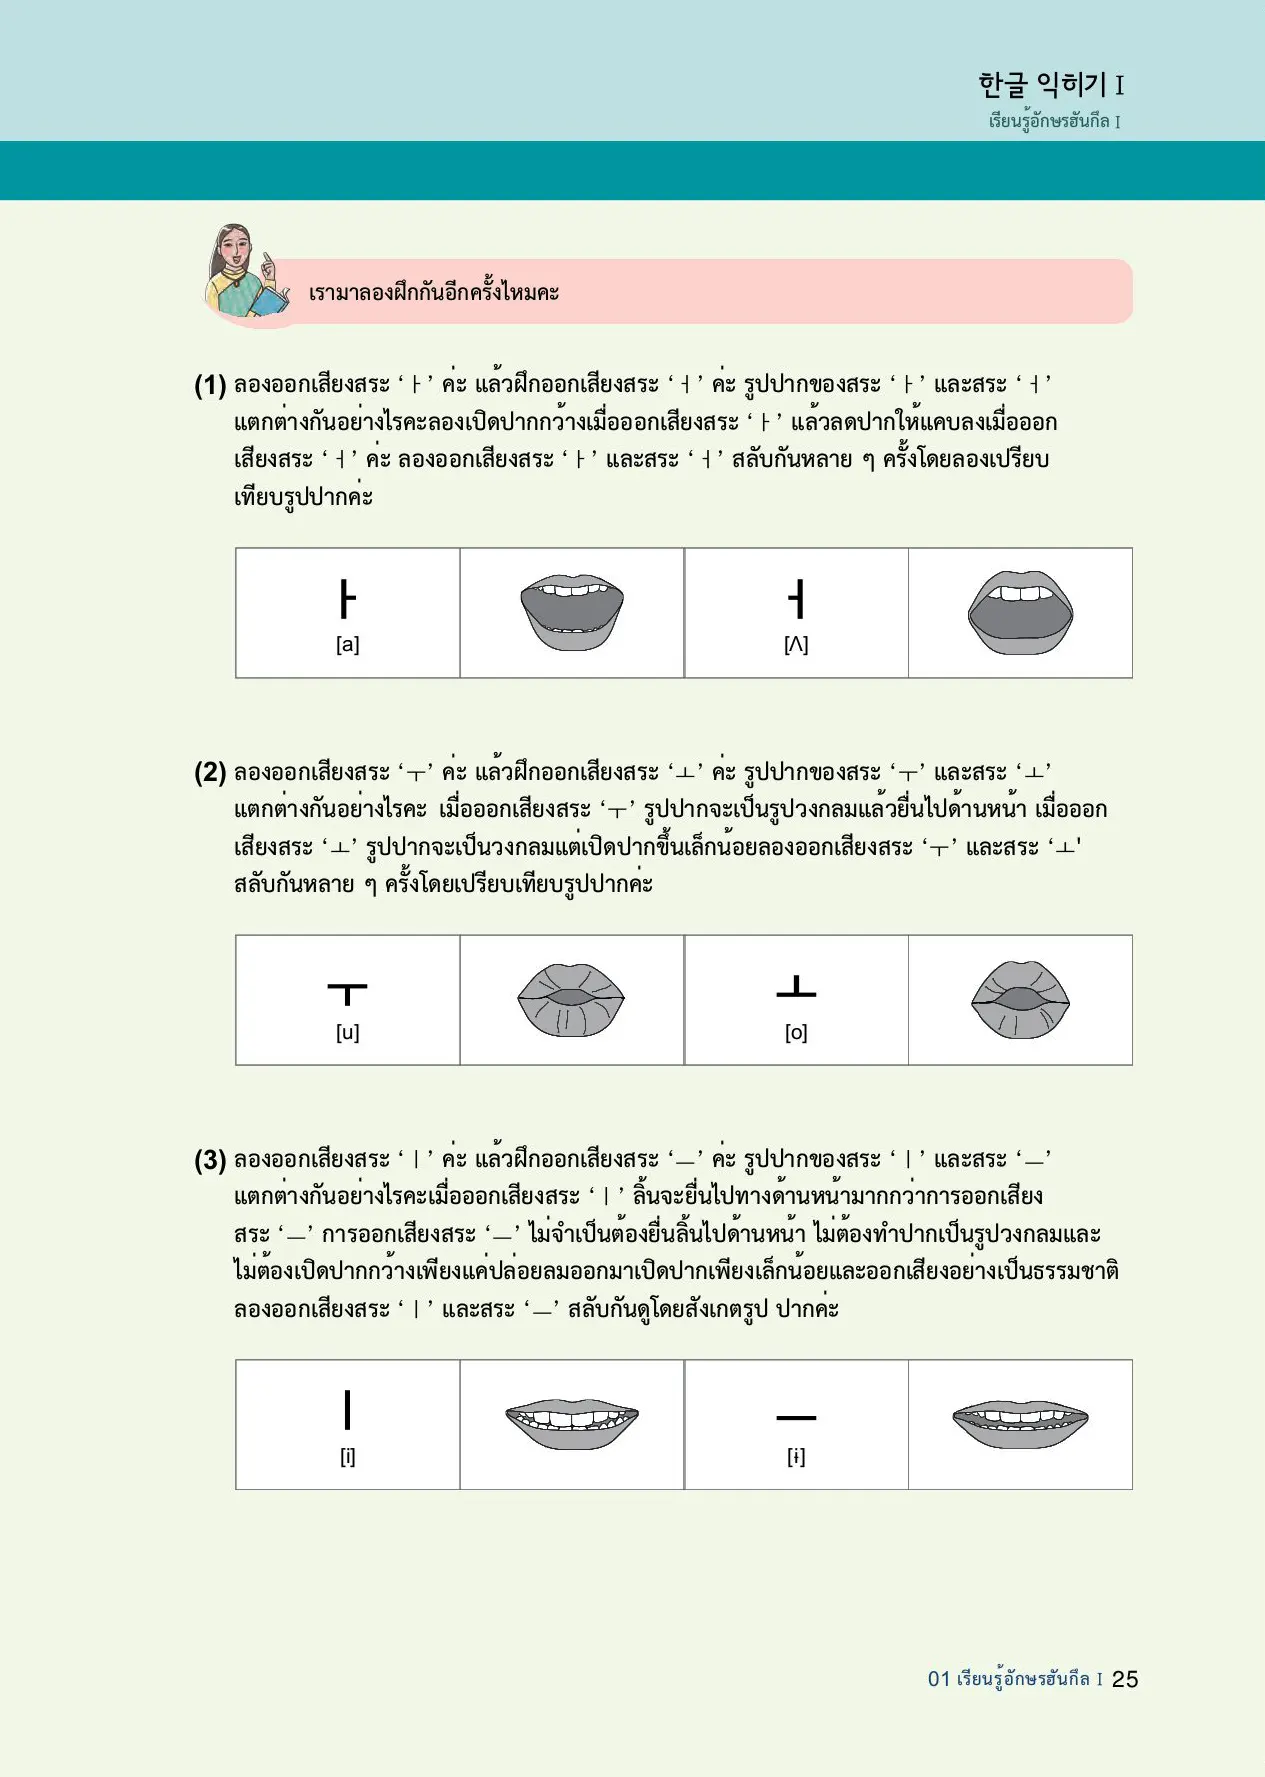 한글 익히기 I
เรียนรู้อักษรฮันกึล I
เรามาลองฝึกกันอีกครั้งไหมคะ
(1) ลองออกเสียงสระ ‘ㅏ’ ค่ะ แล้วฝึกออกเสียงสระ ‘ㅓ’ ค่ะ รูปปากของสระ ‘ㅏ’ และสระ ‘ㅓ’
แตกต่างกันอย่างไรคะลองเปิดปากกว้างเมื่อออกเสียงสระ ‘ㅏ’ แล้วลดปากให้แคบลงเมื่อออก
เสียงสระ ‘ㅓ’ ค่ะ ลองออกเสียงสระ ‘ㅏ’ และสระ ‘ㅓ’ สลับกันหลาย ๆ ครั้งโดยลองเปรียบ
เทียบรูปปากค่ะ
ㅏ ㅓ
[a] [Λ]
(2) ลองออกเสียงสระ ‘ㅜ’ ค่ะ แล้วฝึกออกเสียงสระ ‘ㅗ’ ค่ะ รูปปากของสระ ‘ㅜ’ และสระ ‘ㅗ’
แตกต่างกันอย่างไรคะ เมื่อออกเสียงสระ ‘ㅜ’ รูปปากจะเป็นรูปวงกลมแล้วยื่นไปด้านหน้า เมื่อออก
เสียงสระ ‘ㅗ’ รูปปากจะเป็นวงกลมแต่เปิดปากขึ้นเล็กน้อยลองออกเสียงสระ ‘ㅜ’ และสระ ‘ㅗ'
สลับกันหลาย ๆ ครั้งโดยเปรียบเทียบรูปปากค่ะ
ㅜ ㅗ
[u] [o]
(3) ลองออกเสียงสระ ‘ㅣ’ ค่ะ แล้วฝึกออกเสียงสระ ‘ㅡ’ ค่ะ รูปปากของสระ ‘ㅣ’ และสระ ‘ㅡ’
แตกต่างกันอย่างไรคะเมื่อออกเสียงสระ ‘ㅣ’ ลิ้นจะยื่นไปทางด้านหน้ามากกว่าการออกเสียง
สระ ‘ㅡ’ การออกเสียงสระ ‘ㅡ’ ไม่จำเป็นต้องยื่นลิ้นไปด้านหน้า ไม่ต้องทำปากเป็นรูปวงกลมและ
ไม่ต้องเปิดปากกว้างเพียงแค่ปล่อยลมออกมาเปิดปากเพียงเล็กน้อยและออกเสียงอย่างเป็นธรรมชาติ
ลองออกเสียงสระ ‘ㅣ’ และสระ ‘ㅡ’ สลับกันดูโดยสังเกตรูป ปากค่ะ
ㅣ ㅡ
[i] [ɨ]
01 เรียนรู้อักษรฮันกึล I 25